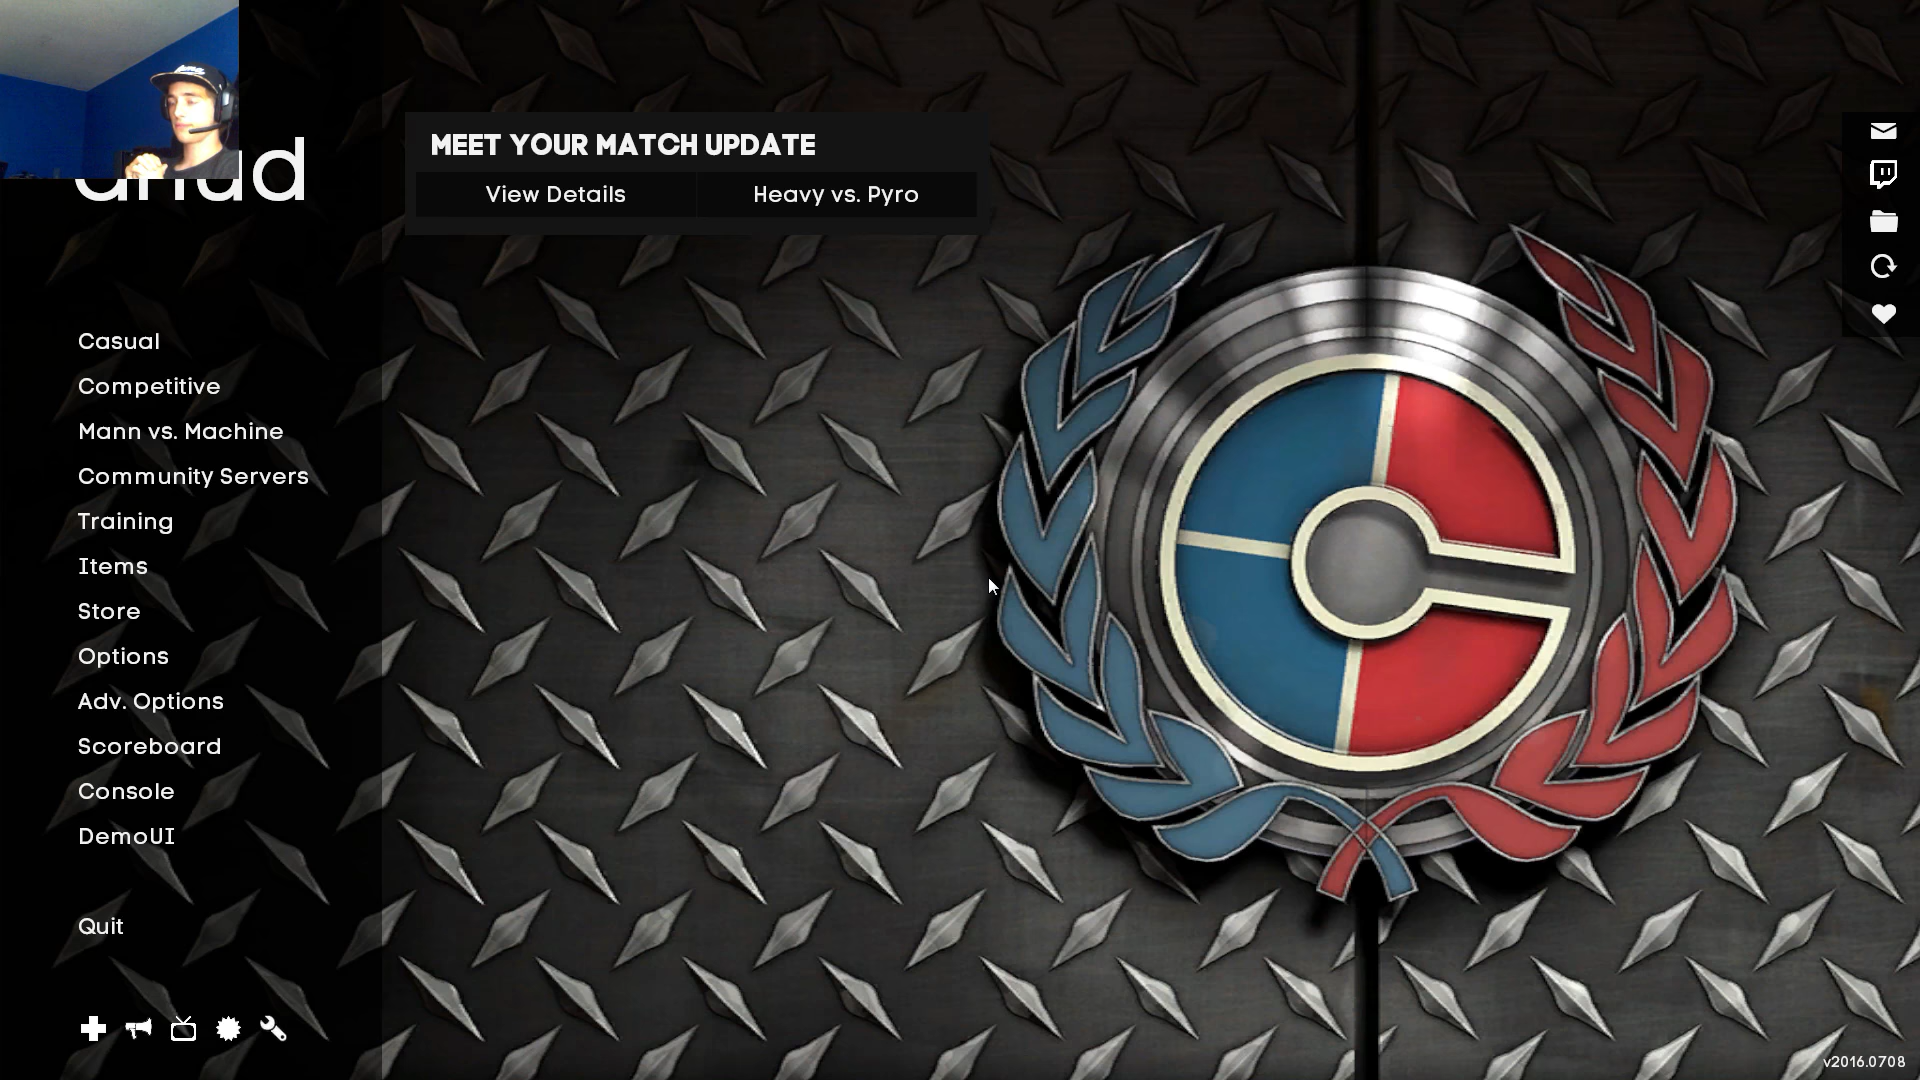 MEET YOUR MATCH UPDATE
View Details
Heavy vs. Pyro
Casual
Competitive
Mann vs. Machine
Community Servers
Training
Items
Store
Options
Adv. Options
Scoreboard
Console
DemoUI
Quit
v2016.0708